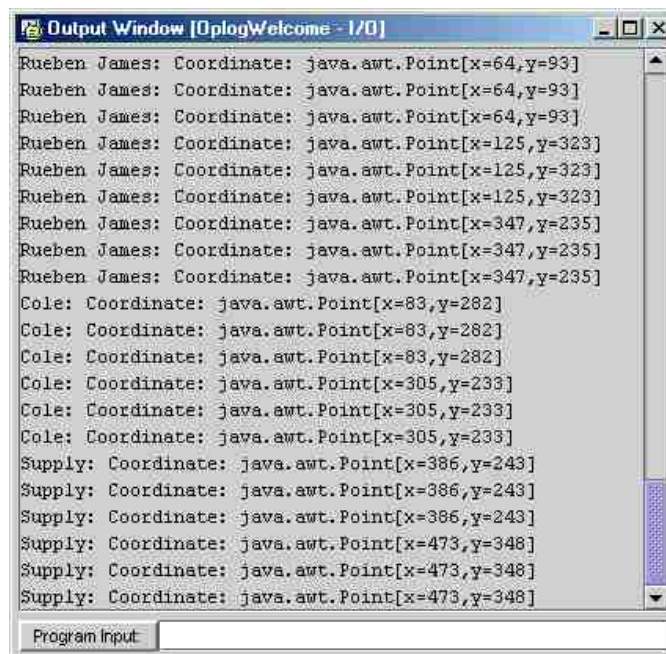 Output Window [OplogWelcome - I/O]
Rueben James: Coordinate: java.awt.Point[x=64,y=93]
Rueben James: Coordinate: java.awt.Point[x=64,y=93]
Rueben James: Coordinate: java.awt.Point[x=64,y=93]
Rueben James: Coordinate: java.awt.Point[x=125,y=323]
Rueben James: Coordinate: java.awt.Point[x=125,y=323]
Rueben James: Coordinate: java.awt.Point[x=125,y=323]
Rueben James: Coordinate: java.awt.Point[x=347,y=235]
Rueben James: Coordinate: java.awt.Point[x=347,y=235]
Rueben James: Coordinate: java.awt.Point[x=347,y=235]
Cole: Coordinate: java.awt.Point[x=83,y=282]
Cole: Coordinate: java.awt.Point[x=83,y=282]
Cole: Coordinate: java.awt.Point[x=83,y=282]
Cole: Coordinate: java.awt.Point[x=305,y=233]
Cole: Coordinate: java.awt.Point[x=305,y=233]
Cole: Coordinate: java.awt.Point[x=305,y=233]
Supply: Coordinate: java.awt.Point[x=386,y=243]
Supply: Coordinate: java.awt.Point[x=386,y=243]
Supply: Coordinate: java.awt.Point[x=386,y=243]
Supply: Coordinate: java.awt.Point[x=473,y=348]
Supply: Coordinate: java.awt.Point[x=473,y=348]
Supply: Coordinate: java.awt.Point[x=473,y=348]
Program Input: